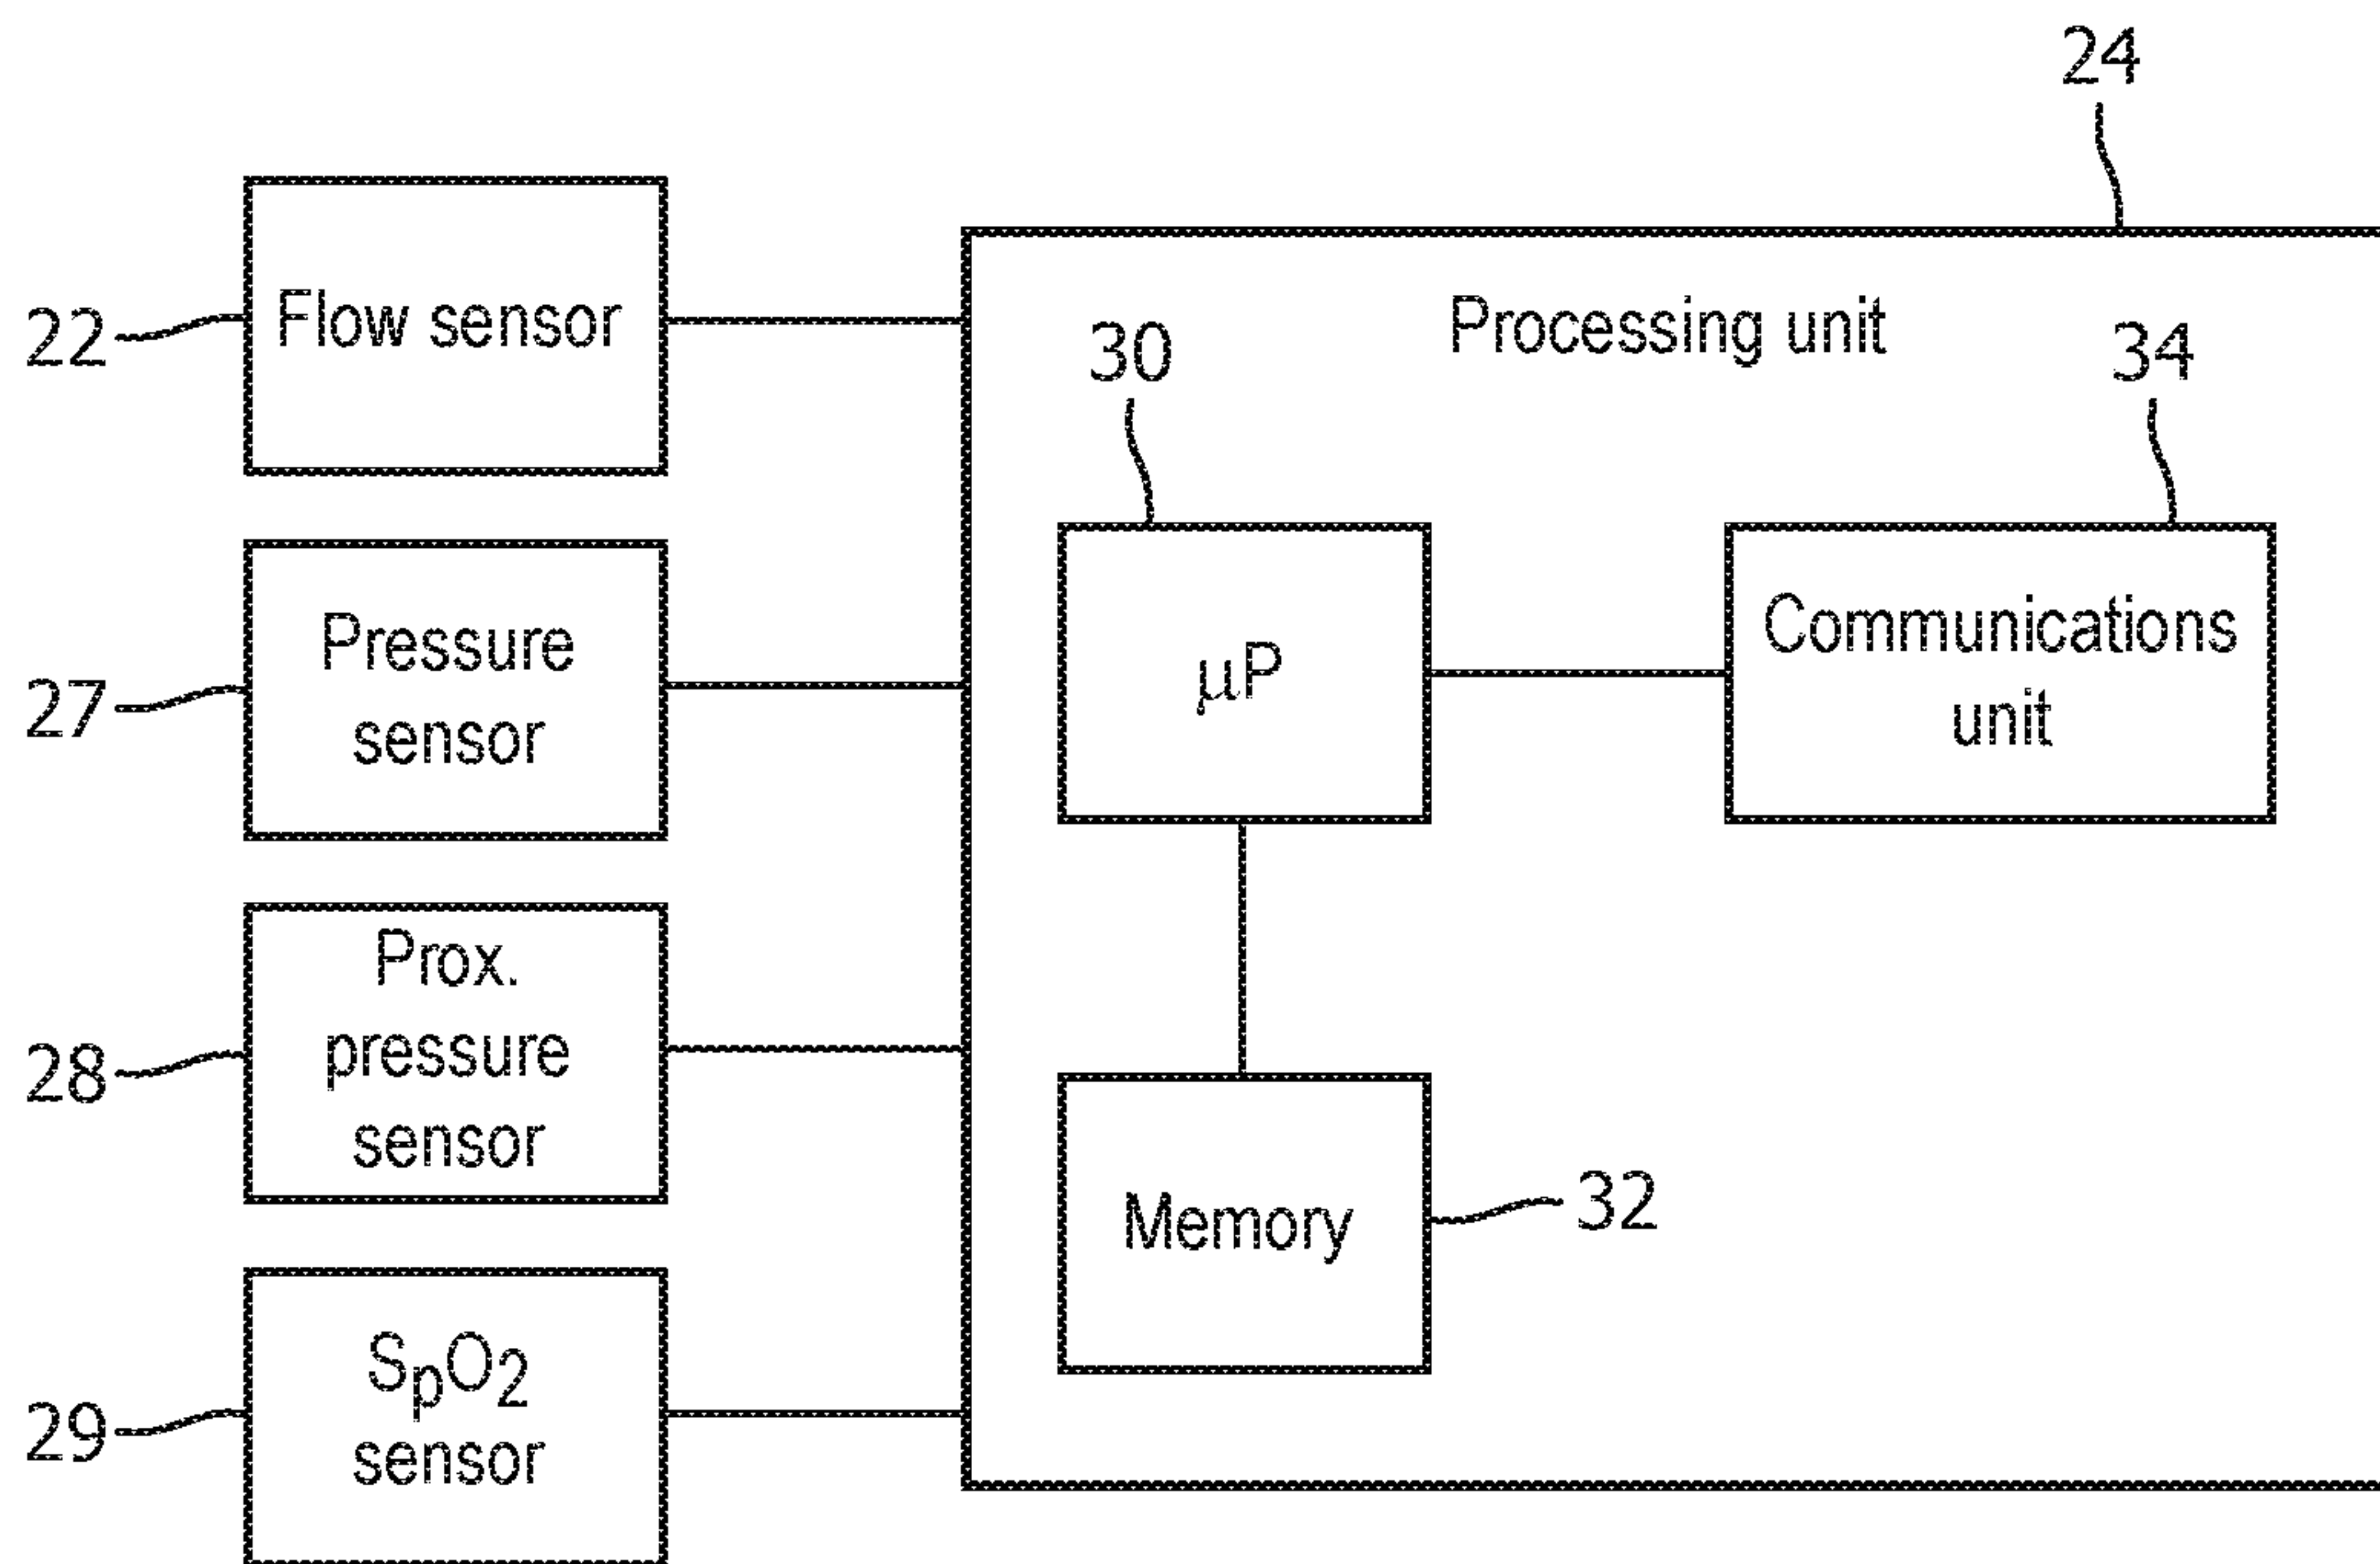 24
22
Flow sensor
Processing unit
30
34
27
Pressure
sensor
μP
Communications
unit
28
Prox.
pressure
sensor
Memory
32
29
SpO2
sensor